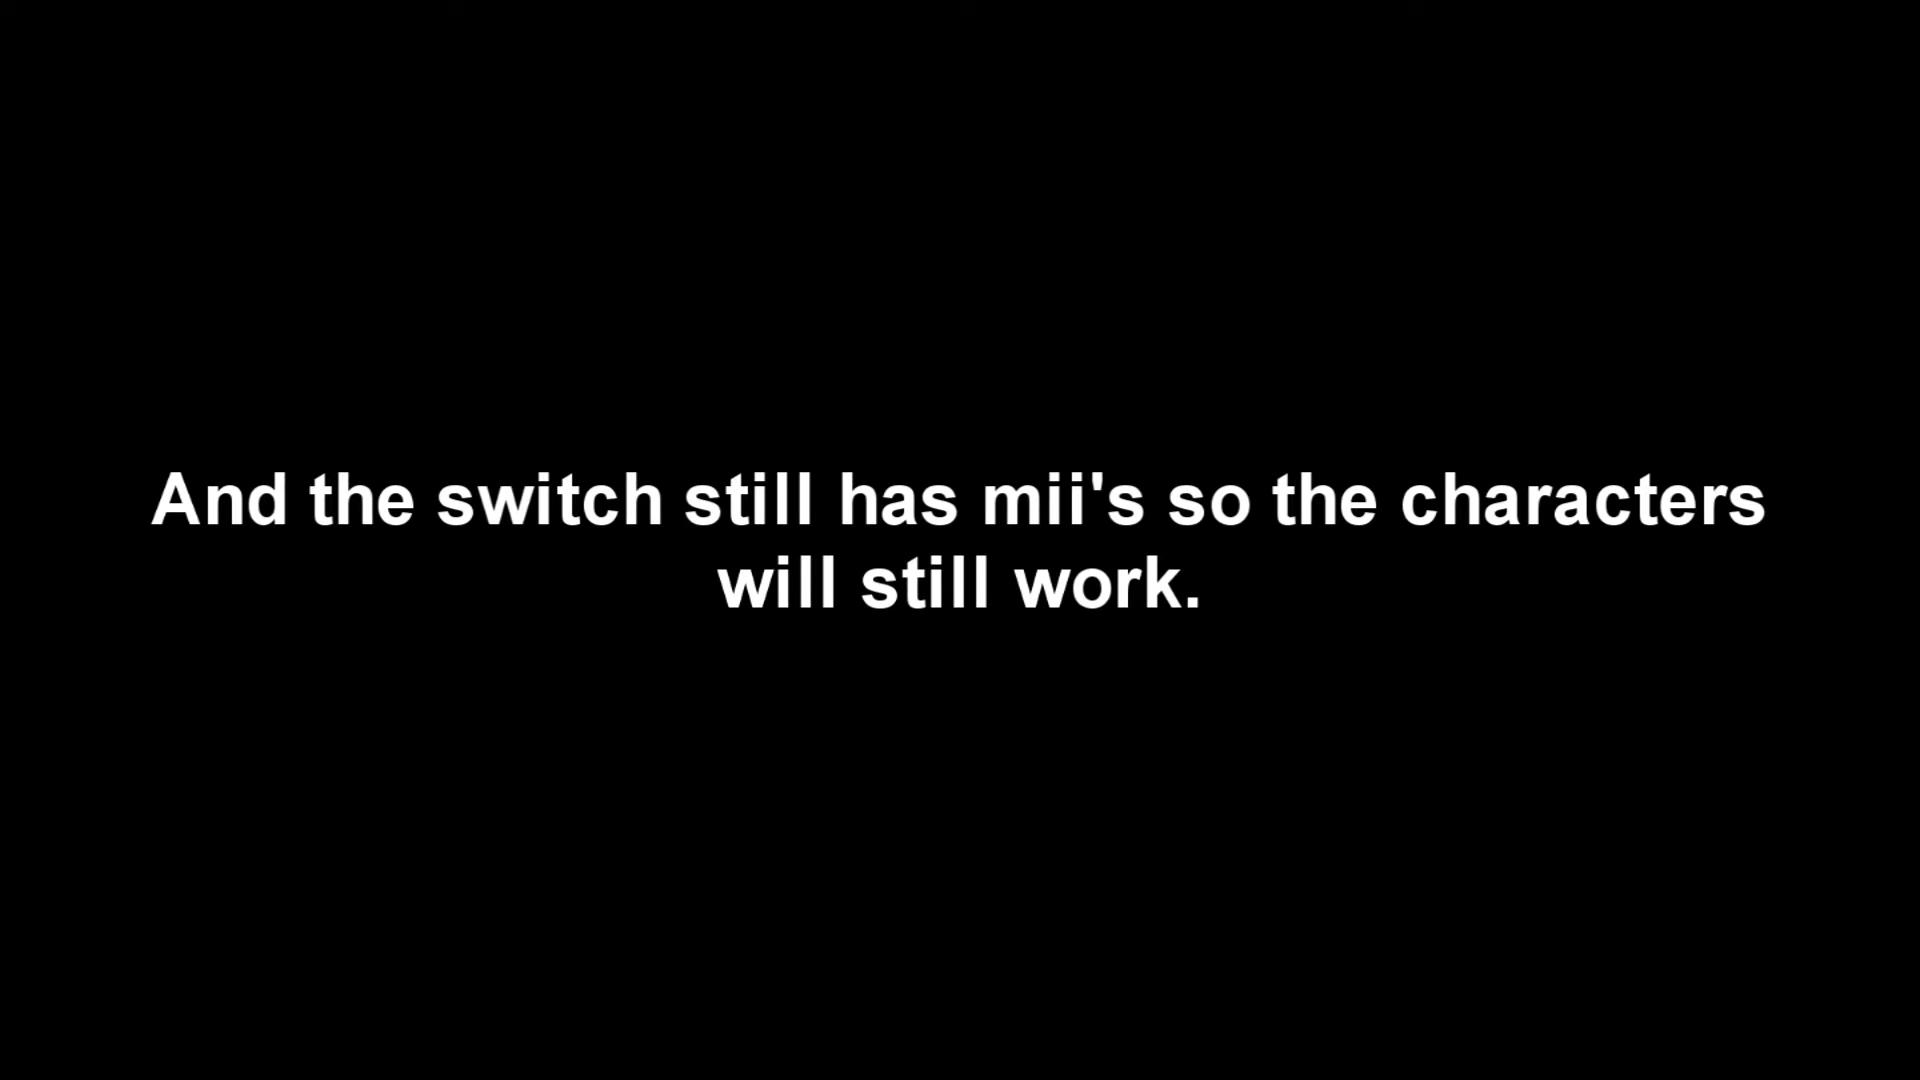 And the switch still has mii's so the characters
will still work.